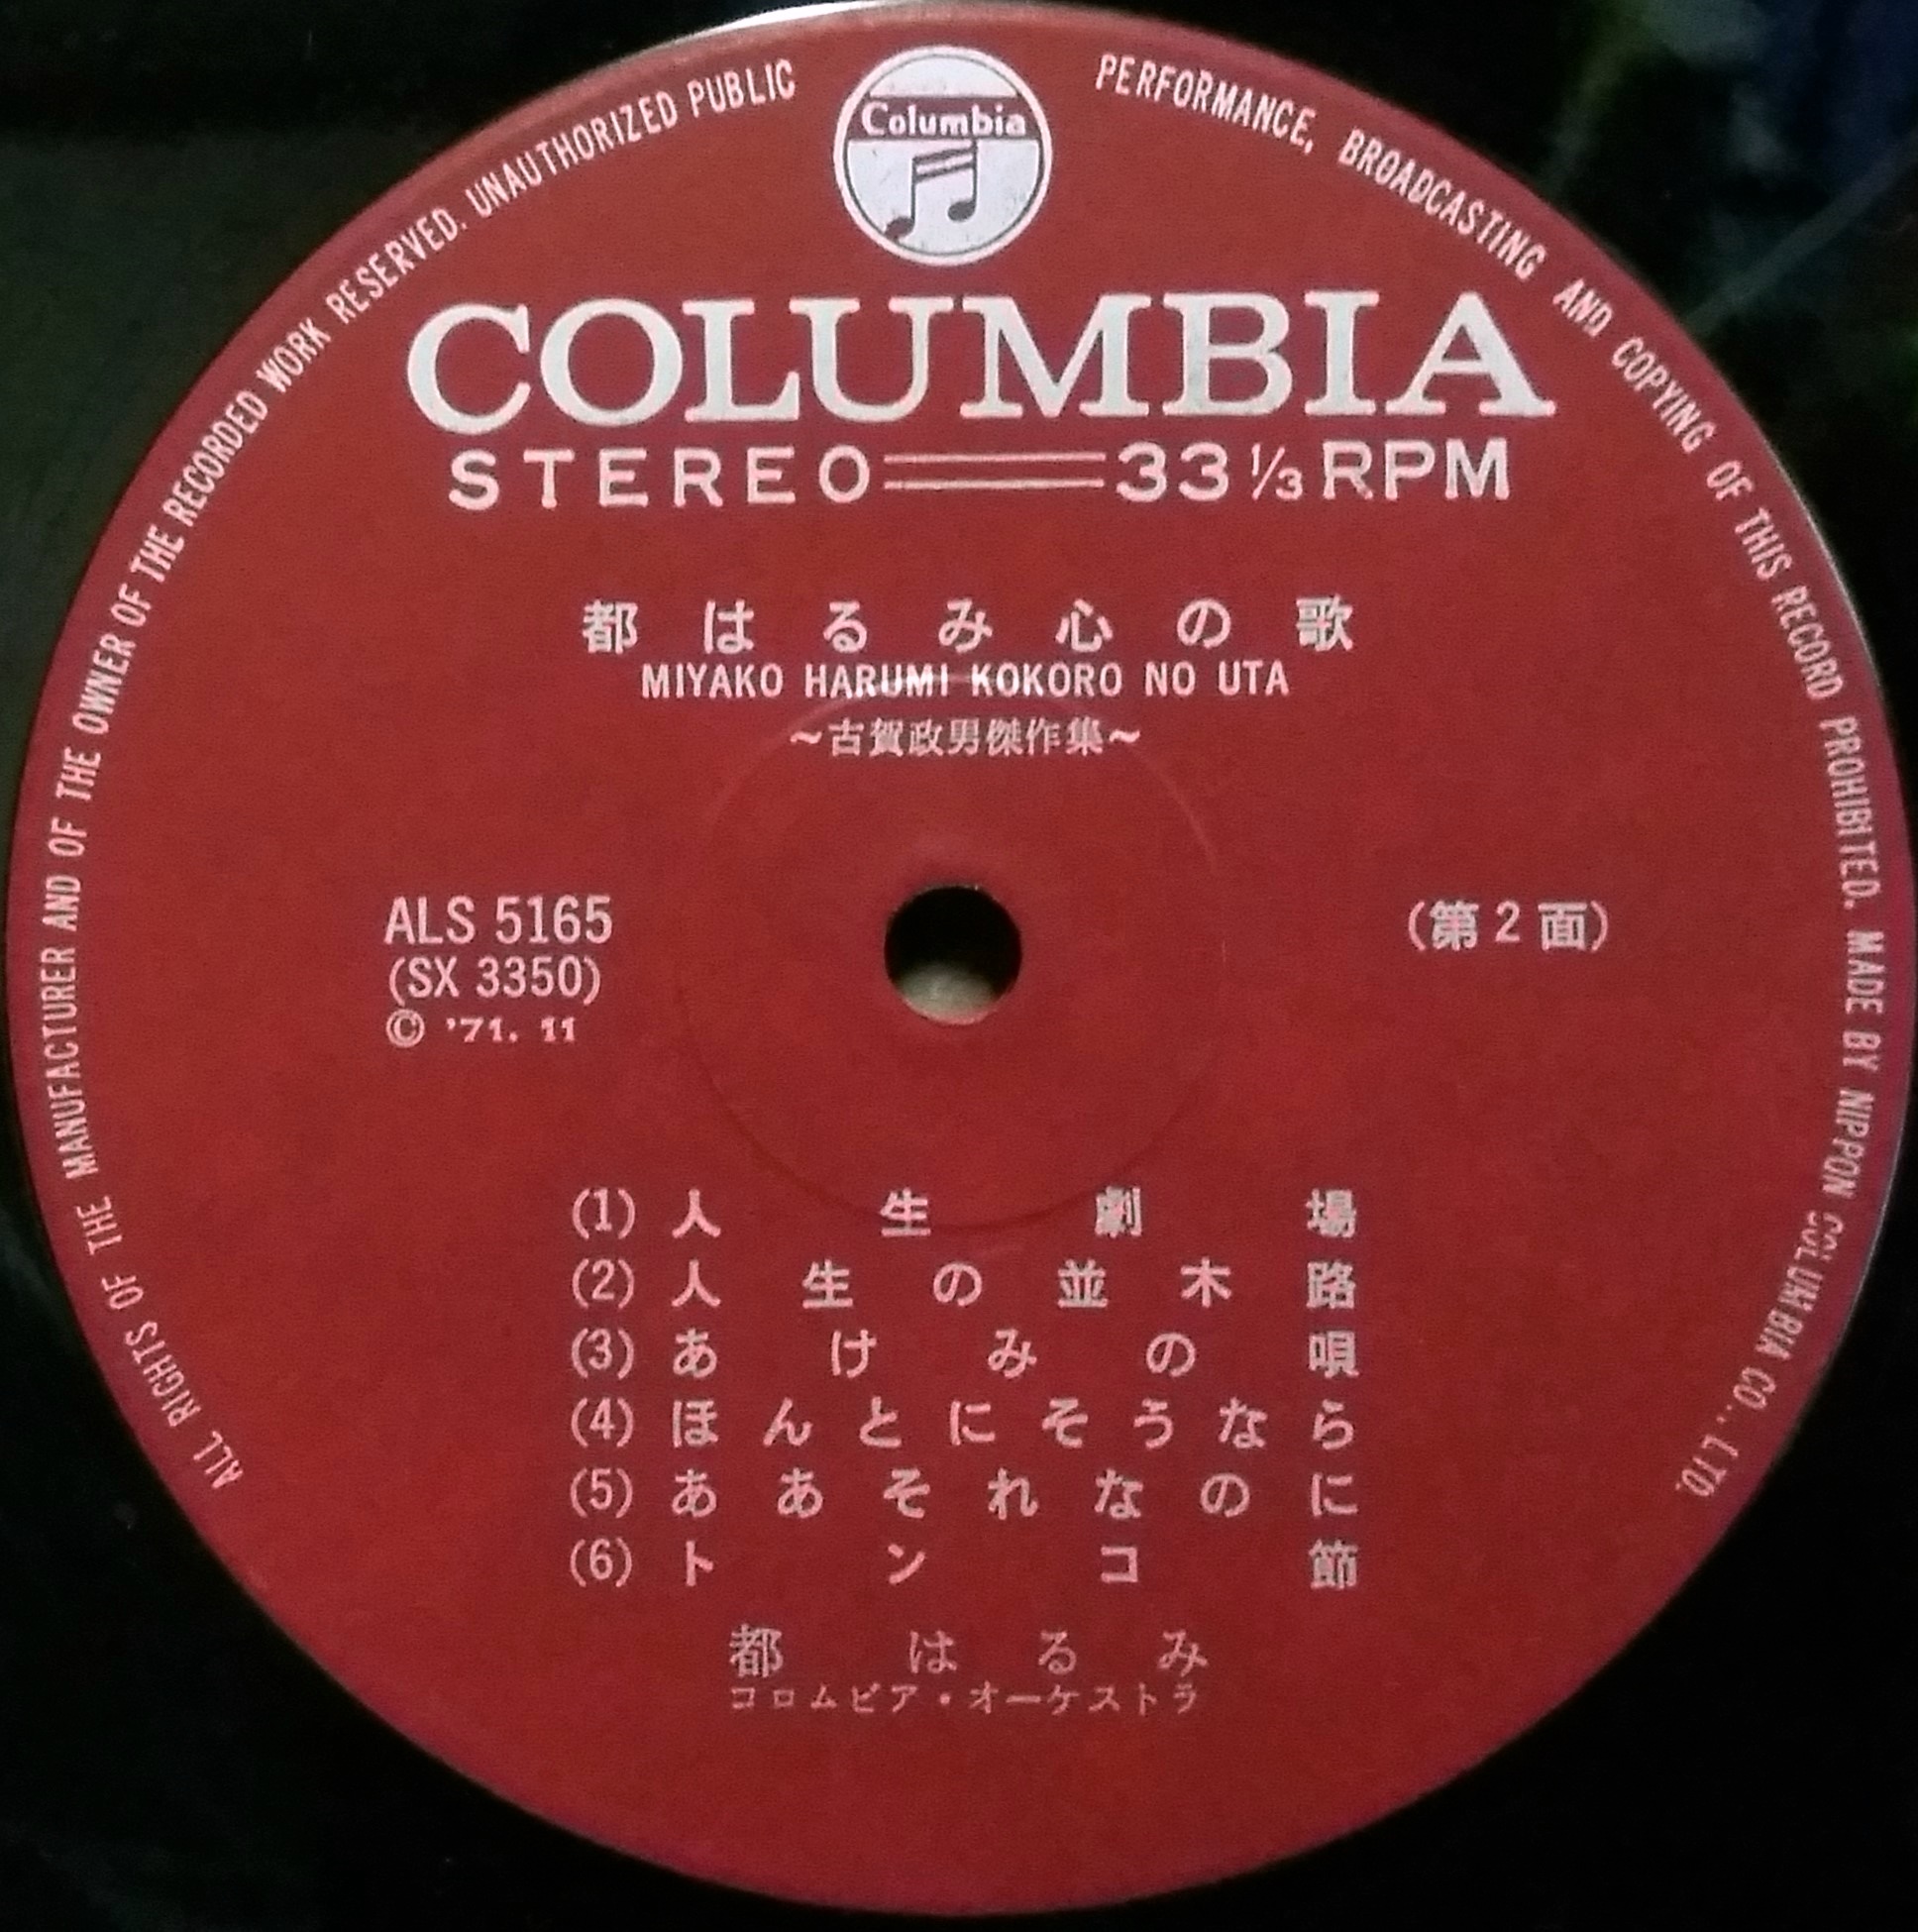 ALL RIGHTS OF THE MANUFACTURER AND OF THE OWNER OF THE RECORDED WORK RESERVED. UNAUTHORIZED PUBLIC PERFORMANCE, BROADCASTING AND COPYING OF THIS RECORD PROHIBITED. MADE BY NIPPON COLUMBIA CO., LTD.
Columbia
COLUMBIA
STEREO 33 1/3 RPM
都はるみ心の歌
MIYAKO HARUMI KOKORO NO UTA
~古賀政男傑作集~
ALS 5165
(SX 3350)
© '71. 11
(第2面)
(1) 人生劇場
(2) 人生の並木路
(3) あけみの唄
(4) ほんとにそうなら
(5) ああそれなのに
(6) トンコ節
都はるみ
コロムビア・オーケストラ